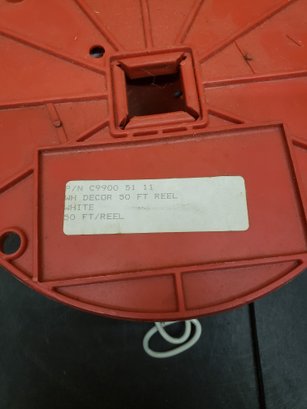 P/N C9900 51 11
WH DECOR 50 FT REEL
WHITE
50 FT/REEL